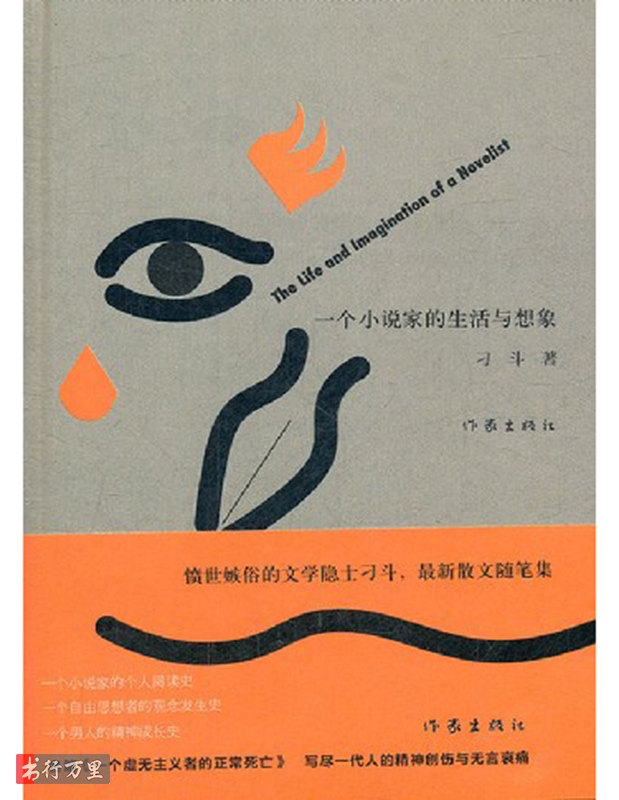 The Life and Imagination of a Novelist
一个小说家的生活与想象
刁 斗 著
作家出版社
愤世嫉俗的文学隐士刁斗，最新散文随笔集
一个小说家的个人阅读史
一个自由思想者的观念发生史
一个男人的精神成长史
作家出版社
个虚无主义者的正常死亡》 写尽一代人的精神创伤与无言哀痛
书行万里